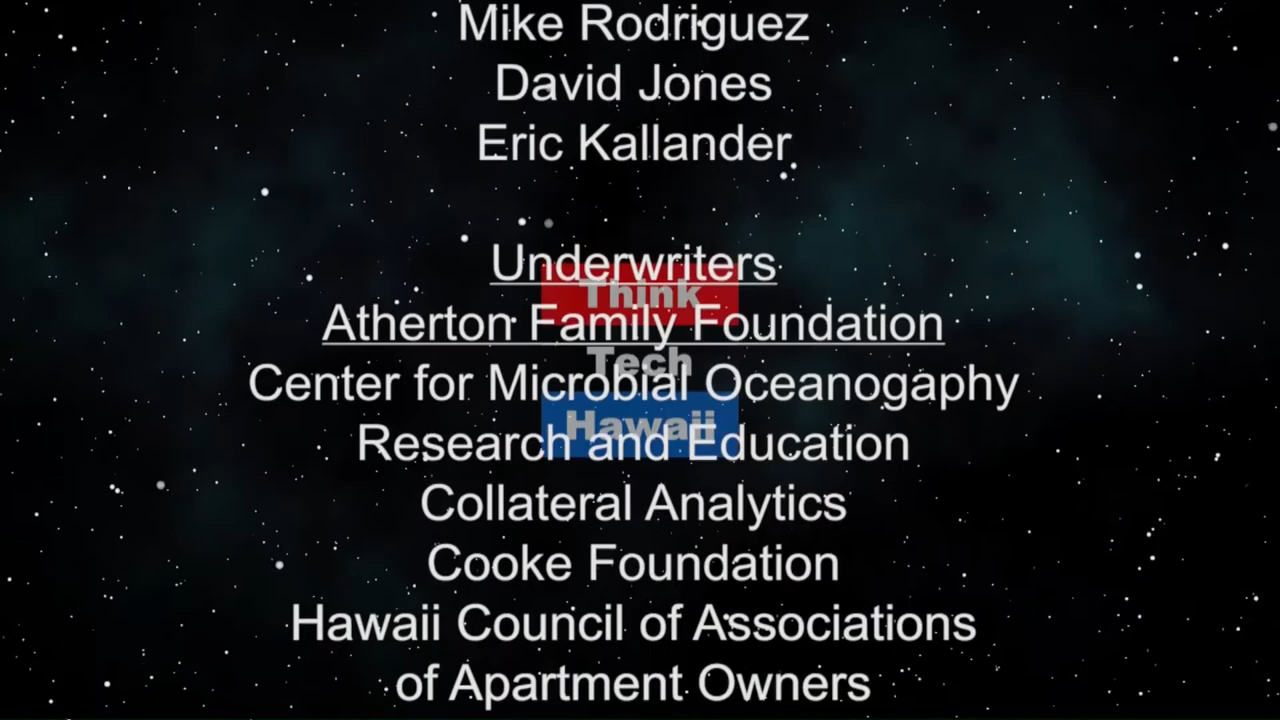 Mike Rodriguez
David Jones
Eric Kallander
Underwriters
Think
Atherton Family Foundation
Tech
Center for Microbial Oceanogaphy
Hawaii
Research and Education
Collateral Analytics
Cooke Foundation
Hawaii Council of Associations
of Apartment Owners